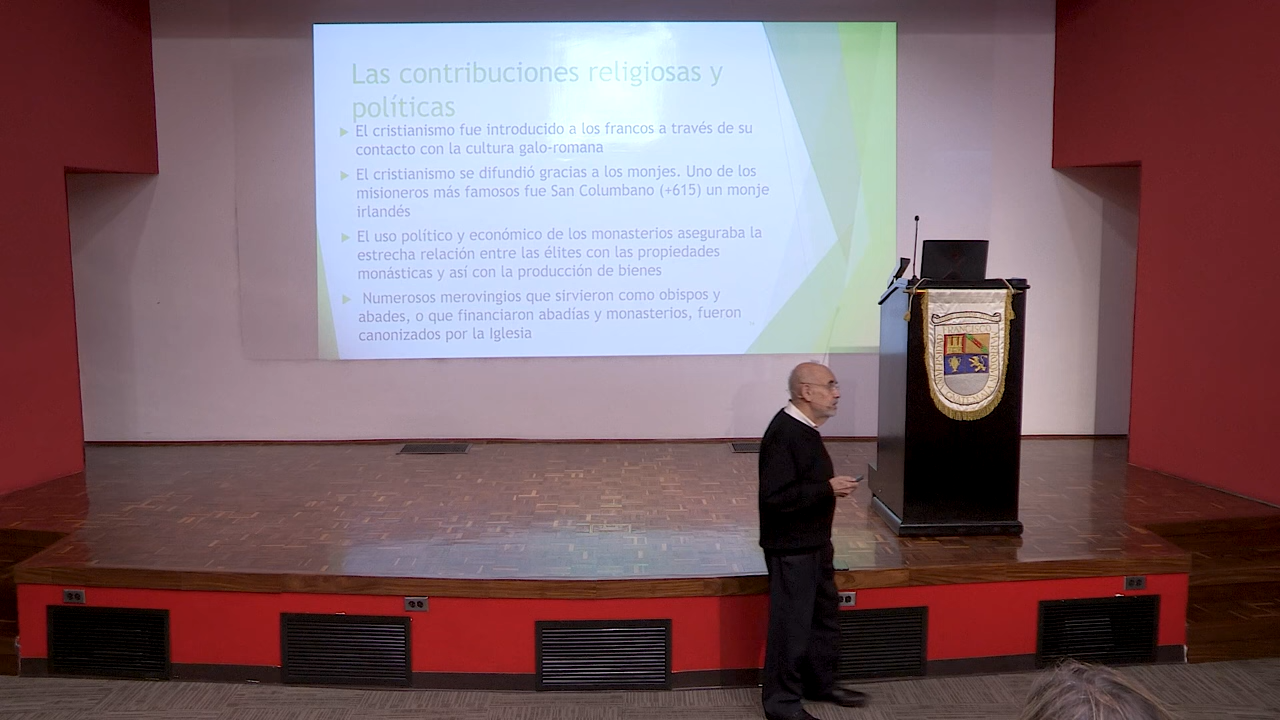 Las contribuciones religiosas y
políticas
El cristianismo fue introducido a los francos a través de su
contacto con la cultura galo-romana
El cristianismo se difundió gracias a los monjes. Uno de los
misioneros más famosos fue San Columbano (+615) un monje
irlandés
El uso político y económico de los monasterios aseguraba la
estrecha relación entre las élites con las propiedades
monásticas y así con la producción de bienes
Numerosos merovingios que sirvieron como obispos y
abades, o que financiaron abadías y monasterios, fueron
canonizados por la Iglesia
FRANCISCO
MARROQUIN
GUATEMALA